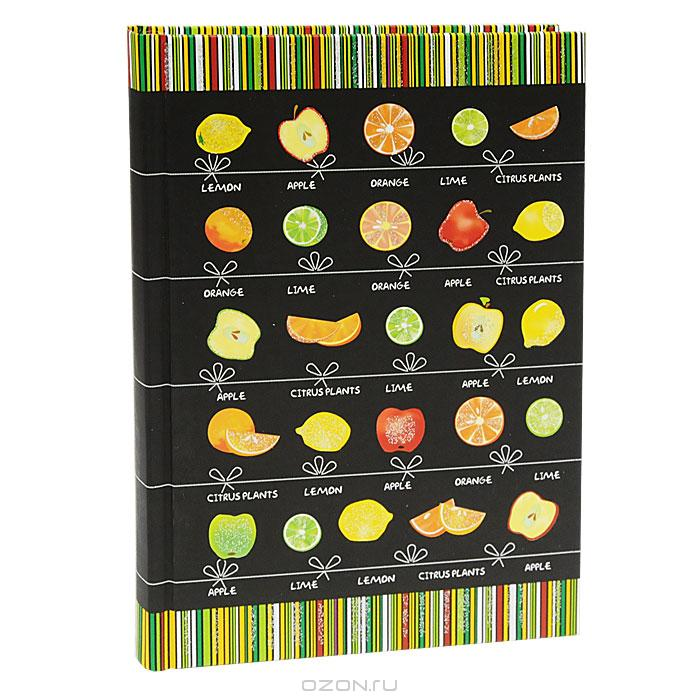 LEMON APPLE ORANGE LIME CITRUS PLANTS
ORANGE LIME ORANGE APPLE CITRUS PLANTS
APPLE CITRUS PLANTS LIME APPLE LEMON
CITRUS PLANTS LEMON APPLE ORANGE LIME
APPLE LIME LEMON CITRUS PLANTS APPLE
OZON.ru